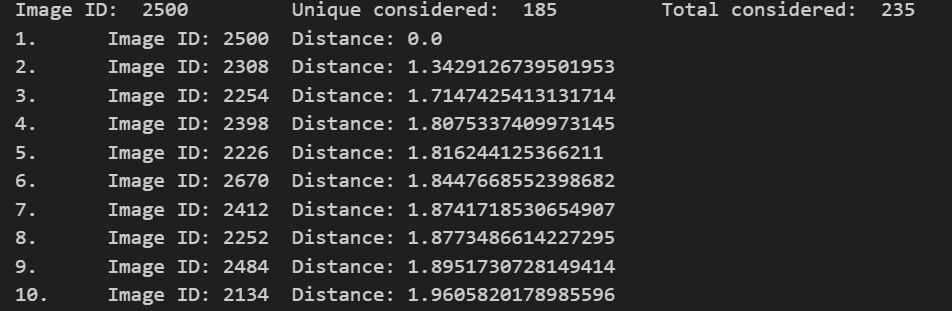 Image ID:  2500         Unique considered:  185         Total considered:  235
1.      Image ID: 2500  Distance: 0.0
2.      Image ID: 2308  Distance: 1.3429126739501953
3.      Image ID: 2254  Distance: 1.7147425413131714
4.      Image ID: 2398  Distance: 1.8075337409973145
5.      Image ID: 2226  Distance: 1.816244125366211
6.      Image ID: 2670  Distance: 1.8447668552398682
7.      Image ID: 2412  Distance: 1.8741718530654907
8.      Image ID: 2252  Distance: 1.8773486614227295
9.      Image ID: 2484  Distance: 1.8951730728149414
10.     Image ID: 2134  Distance: 1.9605820178985596